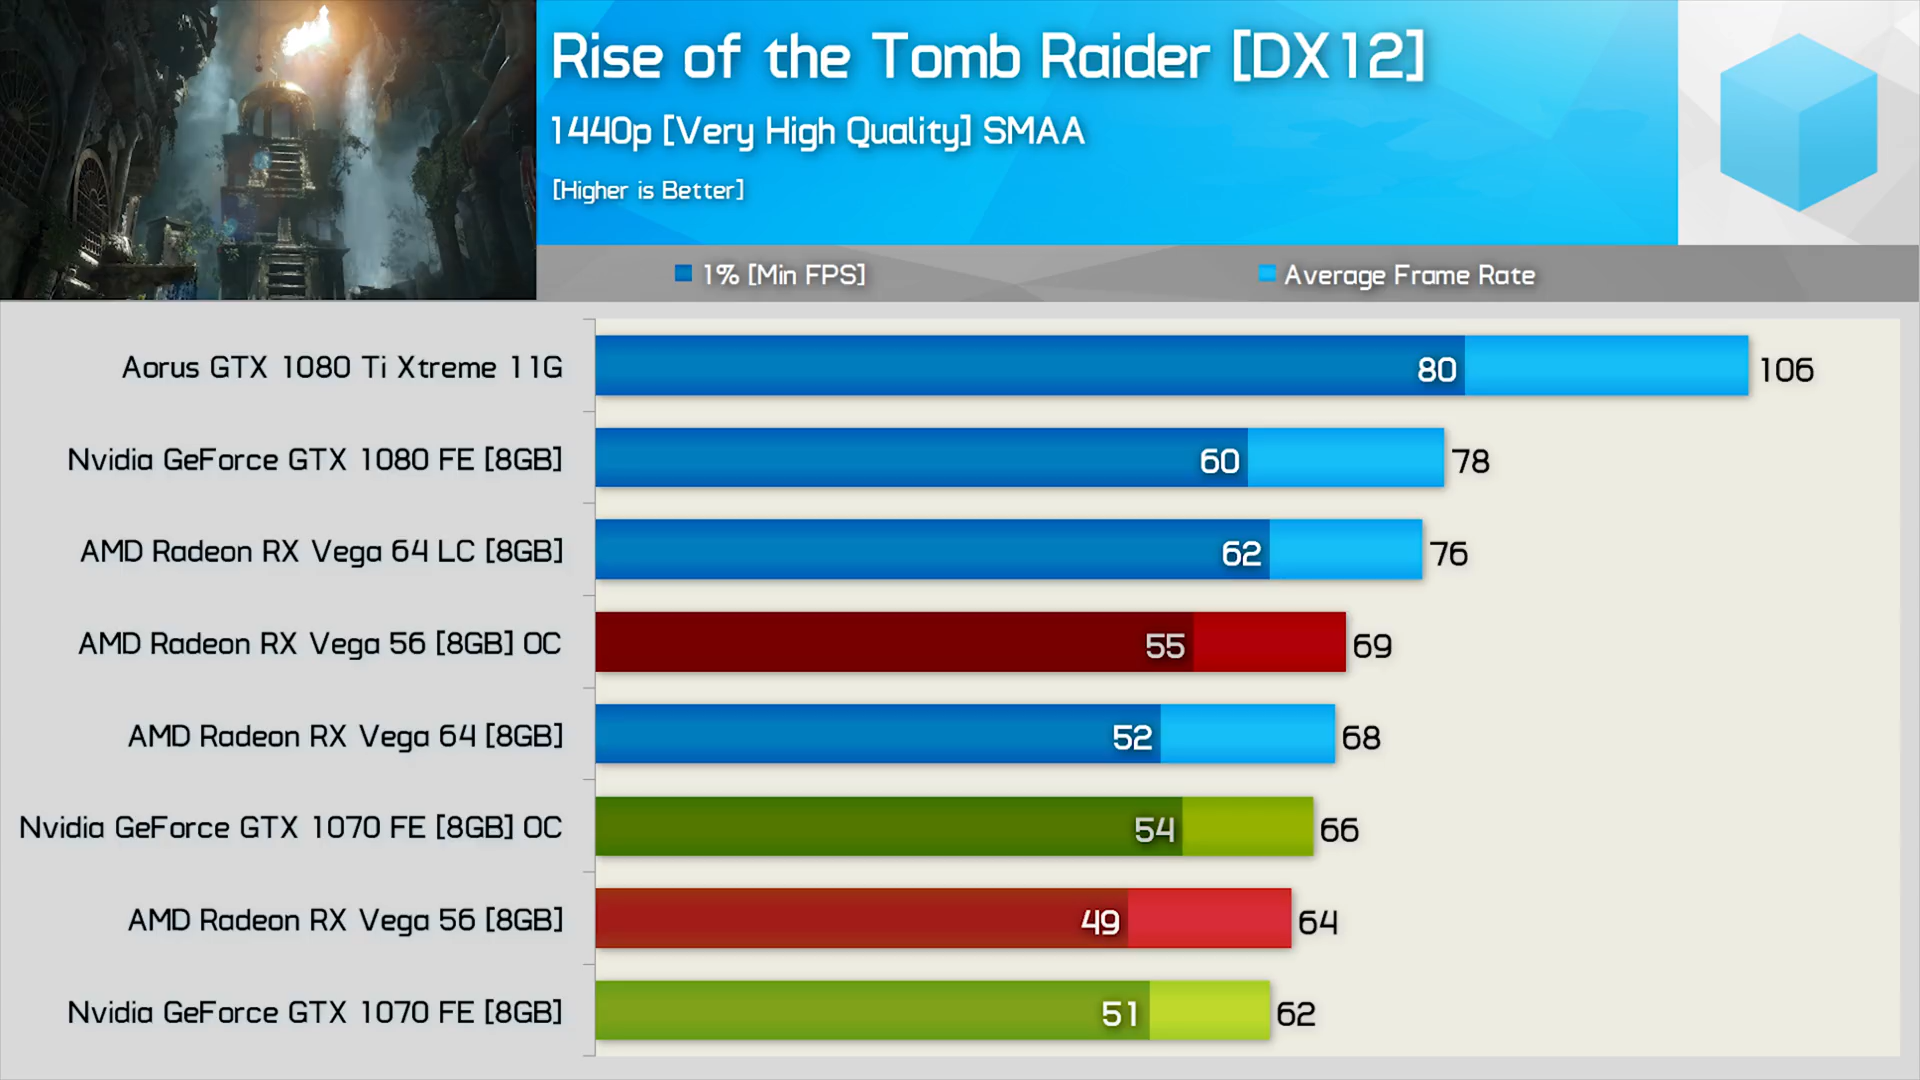 Rise of the Tomb Raider [DX12]
1440p [Very High Quality] SMAA
[Higher is Better]
1% [Min FPS]
Average Frame Rate
Aorus GTX 1080 Ti Xtreme 11G 80 106
Nvidia GeForce GTX 1080 FE [8GB] 60 78
AMD Radeon RX Vega 64 LC [8GB] 62 76
AMD Radeon RX Vega 56 [8GB] OC 55 69
AMD Radeon RX Vega 64 [8GB] 52 68
Nvidia GeForce GTX 1070 FE [8GB] OC 54 66
AMD Radeon RX Vega 56 [8GB] 49 64
Nvidia GeForce GTX 1070 FE [8GB] 51 62